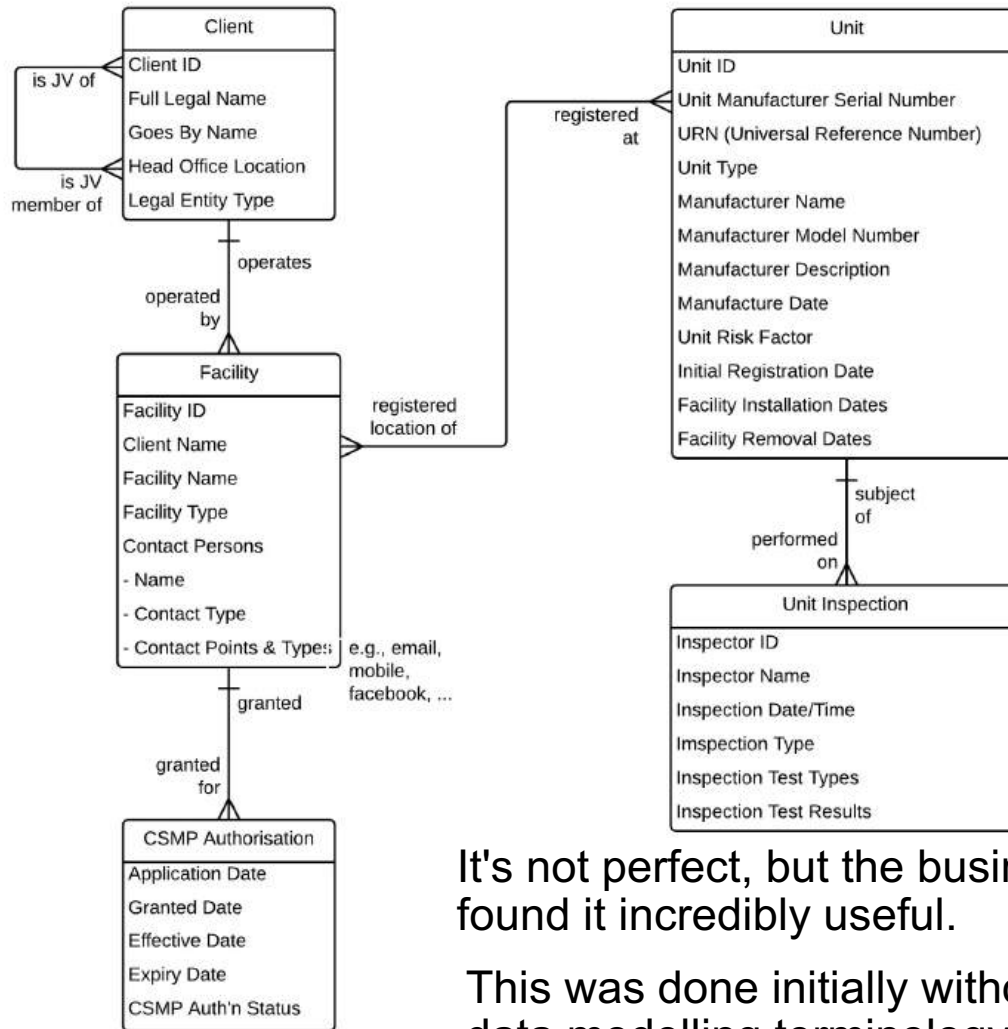 Client
Client ID
Full Legal Name
Goes By Name
Head Office Location
Legal Entity Type
is JV of
is JV
member of
operates
operated
by
Facility
Facility ID
Client Name
Facility Name
Facility Type
Contact Persons
- Name
- Contact Type
- Contact Points & Types
e.g., email,
mobile,
facebook, ...
granted
granted
for
CSMP Authorisation
Application Date
Granted Date
Effective Date
Expiry Date
CSMP Auth'n Status
registered
location of
registered
at
Unit
Unit ID
Unit Manufacturer Serial Number
URN (Universal Reference Number)
Unit Type
Manufacturer Name
Manufacturer Model Number
Manufacturer Description
Manufacture Date
Unit Risk Factor
Initial Registration Date
Facility Installation Dates
Facility Removal Dates
subject
of
performed
on
Unit Inspection
Inspector ID
Inspector Name
Inspection Date/Time
Imspection Type
Inspection Test Types
Inspection Test Results
It's not perfect, but the
found it incredibly useful.
This was done initially